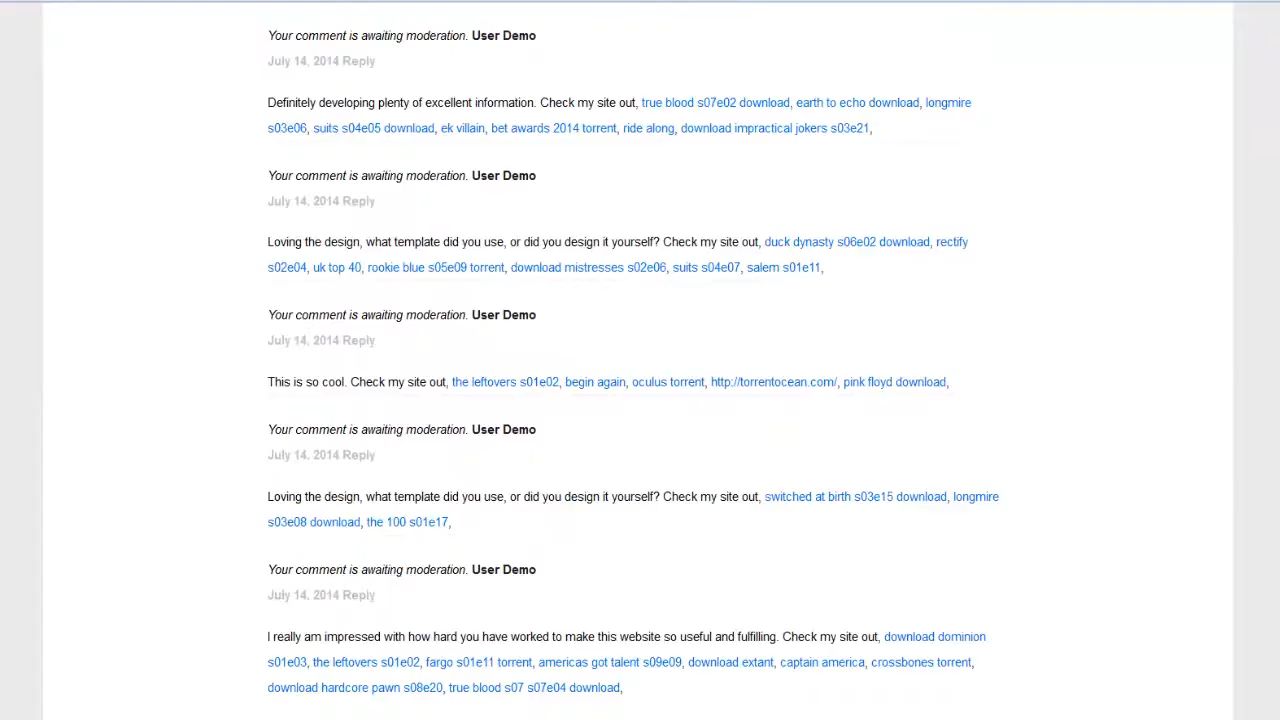 Your comment is awaiting moderation. User Demo
July 14, 2014 Reply
Definitely developing plenty of excellent information. Check my site out, true blood s07e02 download, earth to echo download, longmire
s03e06, suits s04e05 download, ek villain, bet awards 2014 torrent, ride along, download impractical jokers s03e21,
Your comment is awaiting moderation. User Demo
July 14, 2014 Reply
Loving the design, what template did you use, or did you design it yourself? Check my site out, duck dynasty s06e02 download, rectify
s02e04, uk top 40, rookie blue s05e09 torrent, download mistresses s02e06, suits s04e07, salem s01e11,
Your comment is awaiting moderation. User Demo
July 14, 2014 Reply
This is so cool. Check my site out, the leftovers s01e02, begin again, oculus torrent, http://torrentocean.com/, pink floyd download,
Your comment is awaiting moderation. User Demo
July 14, 2014 Reply
Loving the design, what template did you use, or did you design it yourself? Check my site out, switched at birth s03e15 download, longmire
s03e08 download, the 100 s01e17,
Your comment is awaiting moderation. User Demo
July 14, 2014 Reply
I really am impressed with how hard you have worked to make this website so useful and fulfilling. Check my site out, download dominion
s01e03, the leftovers s01e02, fargo s01e11 torrent, americas got talent s09e09, download extant, captain america, crossbones torrent,
download hardcore pawn s08e20, true blood s07 s07e04 download,